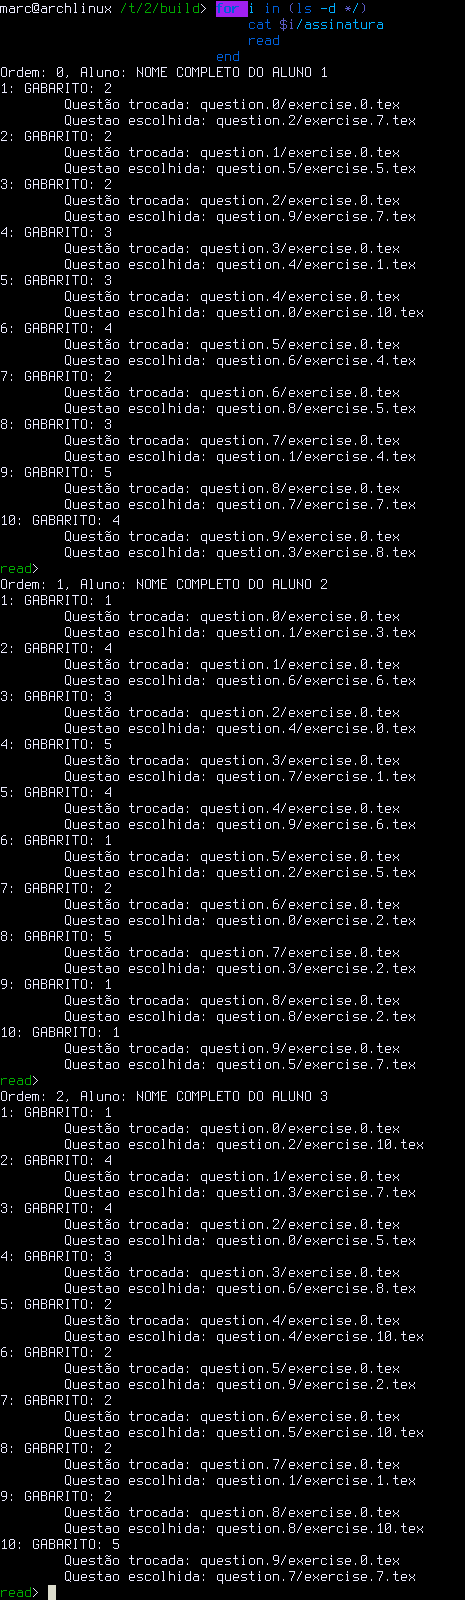 marc@archlinux /t/2/build> for i in (ls -d */)
cat $i/assinatura
read
end
Ordem: 0, Aluno: NOME COMPLETO DO ALUNO 1
1: GABARITO: 2
Questão trocada: question.0/exercise.0.tex
Questao escolhida: question.2/exercise.7.tex
2: GABARITO: 2
Questão trocada: question.1/exercise.0.tex
Questao escolhida: question.5/exercise.5.tex
3: GABARITO: 2
Questão trocada: question.2/exercise.0.tex
Questao escolhida: question.9/exercise.7.tex
4: GABARITO: 3
Questão trocada: question.3/exercise.0.tex
Questao escolhida: question.4/exercise.1.tex
5: GABARITO: 3
Questão trocada: question.4/exercise.0.tex
Questao escolhida: question.0/exercise.10.tex
6: GABARITO: 4
Questão trocada: question.5/exercise.0.tex
Questao escolhida: question.6/exercise.4.tex
7: GABARITO: 2
Questão trocada: question.6/exercise.0.tex
Questao escolhida: question.8/exercise.5.tex
8: GABARITO: 3
Questão trocada: question.7/exercise.0.tex
Questao escolhida: question.1/exercise.4.tex
9: GABARITO: 5
Questão trocada: question.8/exercise.0.tex
Questao escolhida: question.7/exercise.7.tex
10: GABARITO: 4
Questão trocada: question.9/exercise.0.tex
Questao escolhida: question.3/exercise.8.tex
read>
Ordem: 1, Aluno: NOME COMPLETO DO ALUNO 2
1: GABARITO: 1
Questão trocada: question.0/exercise.0.tex
Questao escolhida: question.1/exercise.3.tex
2: GABARITO: 4
Questão trocada: question.1/exercise.0.tex
Questao escolhida: question.6/exercise.6.tex
3: GABARITO: 3
Questão trocada: question.2/exercise.0.tex
Questao escolhida: question.4/exercise.0.tex
4: GABARITO: 5
Questão trocada: question.3/exercise.0.tex
Questao escolhida: question.7/exercise.1.tex
5: GABARITO: 4
Questão trocada: question.4/exercise.0.tex
Questao escolhida: question.9/exercise.6.tex
6: GABARITO: 1
Questão trocada: question.5/exercise.0.tex
Questao escolhida: question.2/exercise.5.tex
7: GABARITO: 2
Questão trocada: question.6/exercise.0.tex
Questao escolhida: question.0/exercise.2.tex
8: GABARITO: 5
Questão trocada: question.7/exercise.0.tex
Questao escolhida: question.3/exercise.2.tex
9: GABARITO: 1
Questão trocada: question.8/exercise.0.tex
Questao escolhida: question.8/exercise.2.tex
10: GABARITO: 1
Questão trocada: question.9/exercise.0.tex
Questao escolhida: question.5/exercise.7.tex
read>
Ordem: 2, Aluno: NOME COMPLETO DO ALUNO 3
1: GABARITO: 1
Questão trocada: question.0/exercise.0.tex
Questao escolhida: question.2/exercise.10.tex
2: GABARITO: 4
Questão trocada: question.1/exercise.0.tex
Questao escolhida: question.3/exercise.7.tex
3: GABARITO: 4
Questão trocada: question.2/exercise.0.tex
Questao escolhida: question.0/exercise.5.tex
4: GABARITO: 3
Questão trocada: question.3/exercise.0.tex
Questao escolhida: question.6/exercise.8.tex
5: GABARITO: 2
Questão trocada: question.4/exercise.0.tex
Questao escolhida: question.4/exercise.10.tex
6: GABARITO: 2
Questão trocada: question.5/exercise.0.tex
Questao escolhida: question.9/exercise.2.tex
7: GABARITO: 2
Questão trocada: question.6/exercise.0.tex
Questao escolhida: question.5/exercise.10.tex
8: GABARITO: 2
Questão trocada: question.7/exercise.0.tex
Questao escolhida: question.1/exercise.1.tex
9: GABARITO: 2
Questão trocada: question.8/exercise.0.tex
Questao escolhida: question.8/exercise.10.tex
10: GABARITO: 5
Questão trocada: question.9/exercise.0.tex
Questao escolhida: question.7/exercise.7.tex
read>